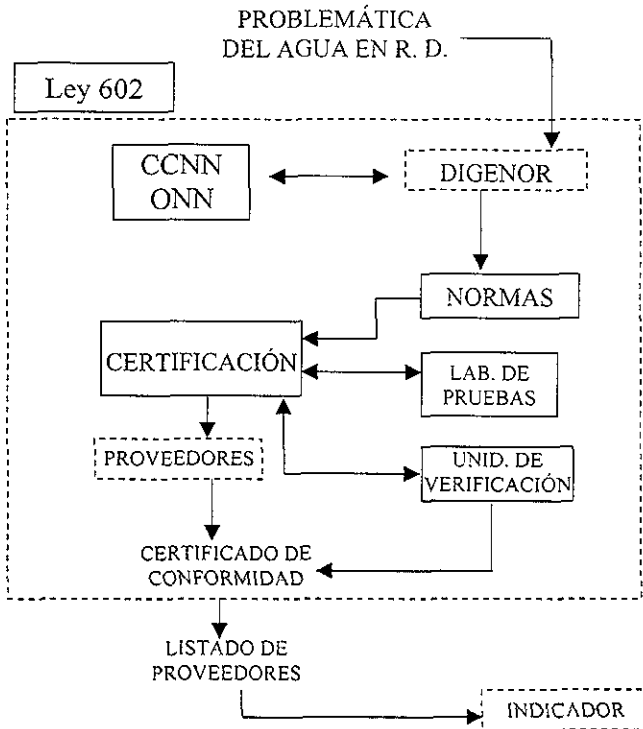 PROBLEMÁTICA
DEL AGUA EN R. D.
Ley 602
CCNN
ONN
DIGENOR
NORMAS
CERTIFICACIÓN
LAB. DE
PRUEBAS
PROVEEDORES
UNID. DE
VERIFICACIÓN
CERTIFICADO DE
CONFORMIDAD
LISTADO DE
PROVEEDORES
INDICADOR